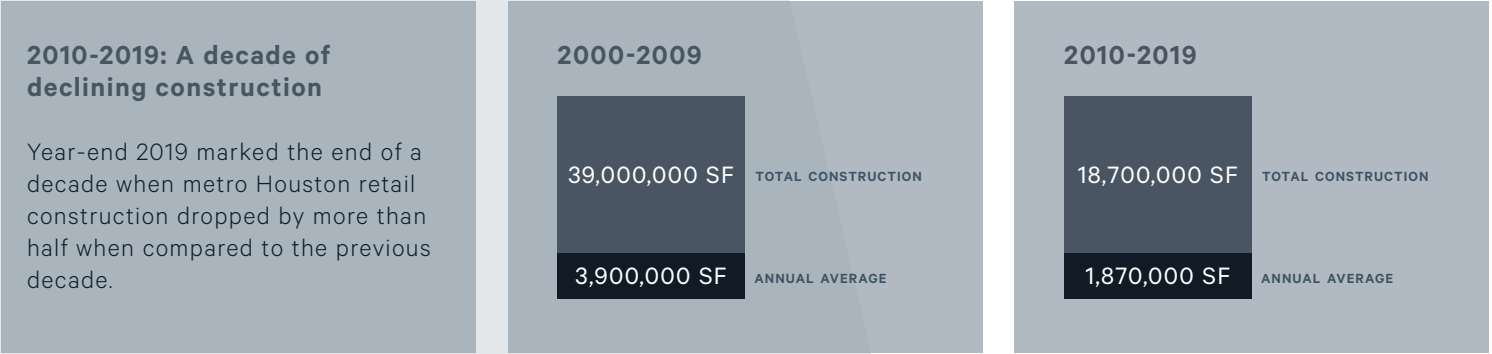 2010-2019: A decade of
declining construction
Year-end 2019 marked the end of a
decade when metro Houston retail
construction dropped by more than
half when compared to the previous
decade.
2000-2009
39,000,000 SF TOTAL CONSTRUCTION
3,900,000 SF ANNUAL AVERAGE
2010-2019
18,700,000 SF TOTAL CONSTRUCTION
1,870,000 SF ANNUAL AVERAGE